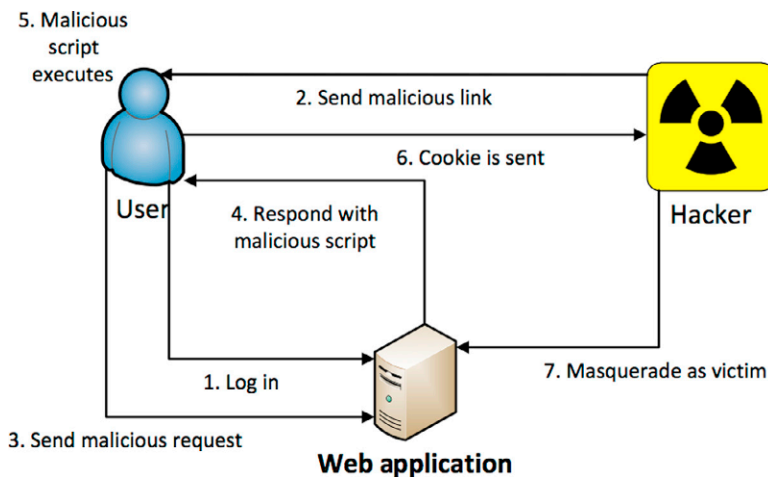 5. Malicious
script
executes
2. Send malicious link
6. Cookie is sent
User
4. Respond with
malicious script
Hacker
1. Log in
7. Masquerade as victim
3. Send malicious request
Web application